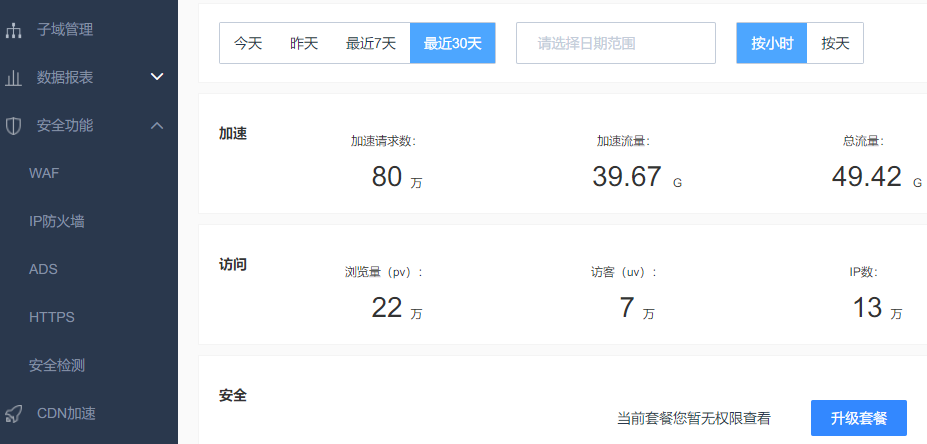 子域管理
数据报表
安全功能
WAF
IP防火墙
ADS
HTTPS
安全检测
CDN加速
今天 昨天 最近7天 最近30天 请选择日期范围 按小时 按天
加速
加速请求数: 加速流量: 总流量:
80 万 39.67 G 49.42 G
访问
浏览量（pv）: 访客（uv）: IP数:
22 万 7 万 13 万
安全
当前套餐您暂无权限查看 升级套餐